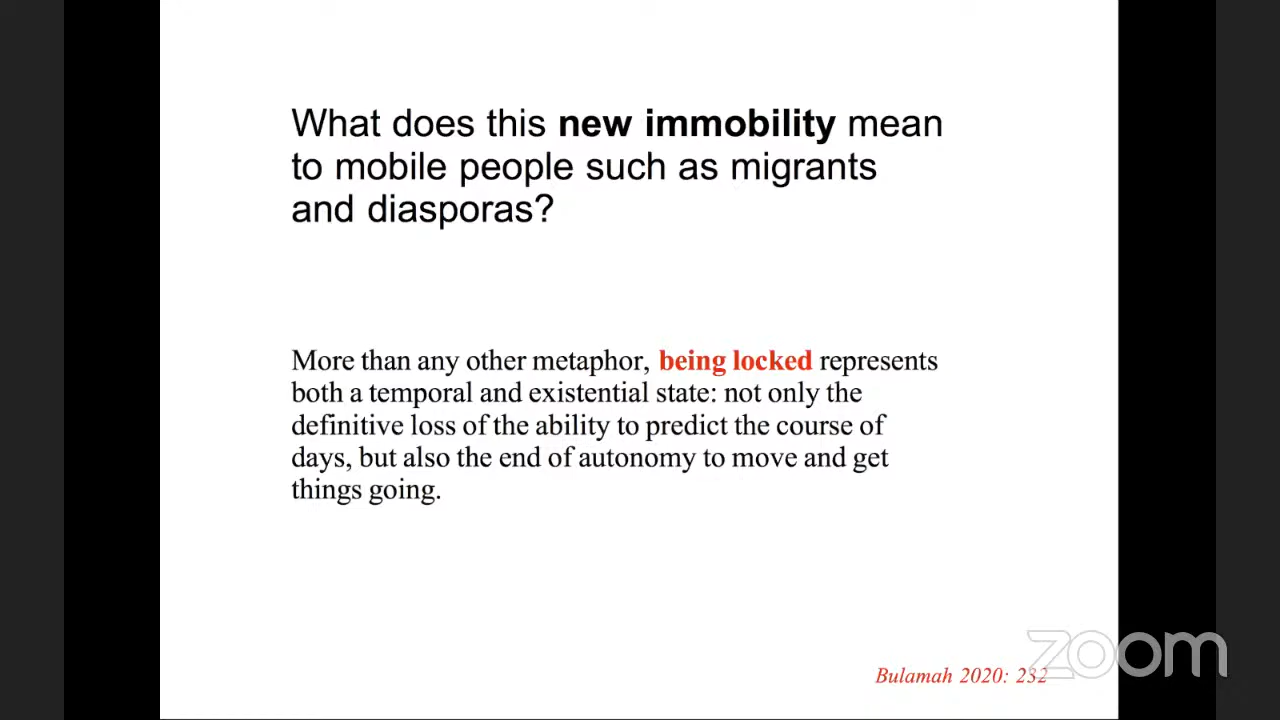 What does this new immobility mean
to mobile people such as migrants
and diasporas?
More than any other metaphor, being locked represents
both a temporal and existential state: not only the
definitive loss of the ability to predict the course of
days, but also the end of autonomy to move and get
things going.
Bulamah 2020: 232
zoom